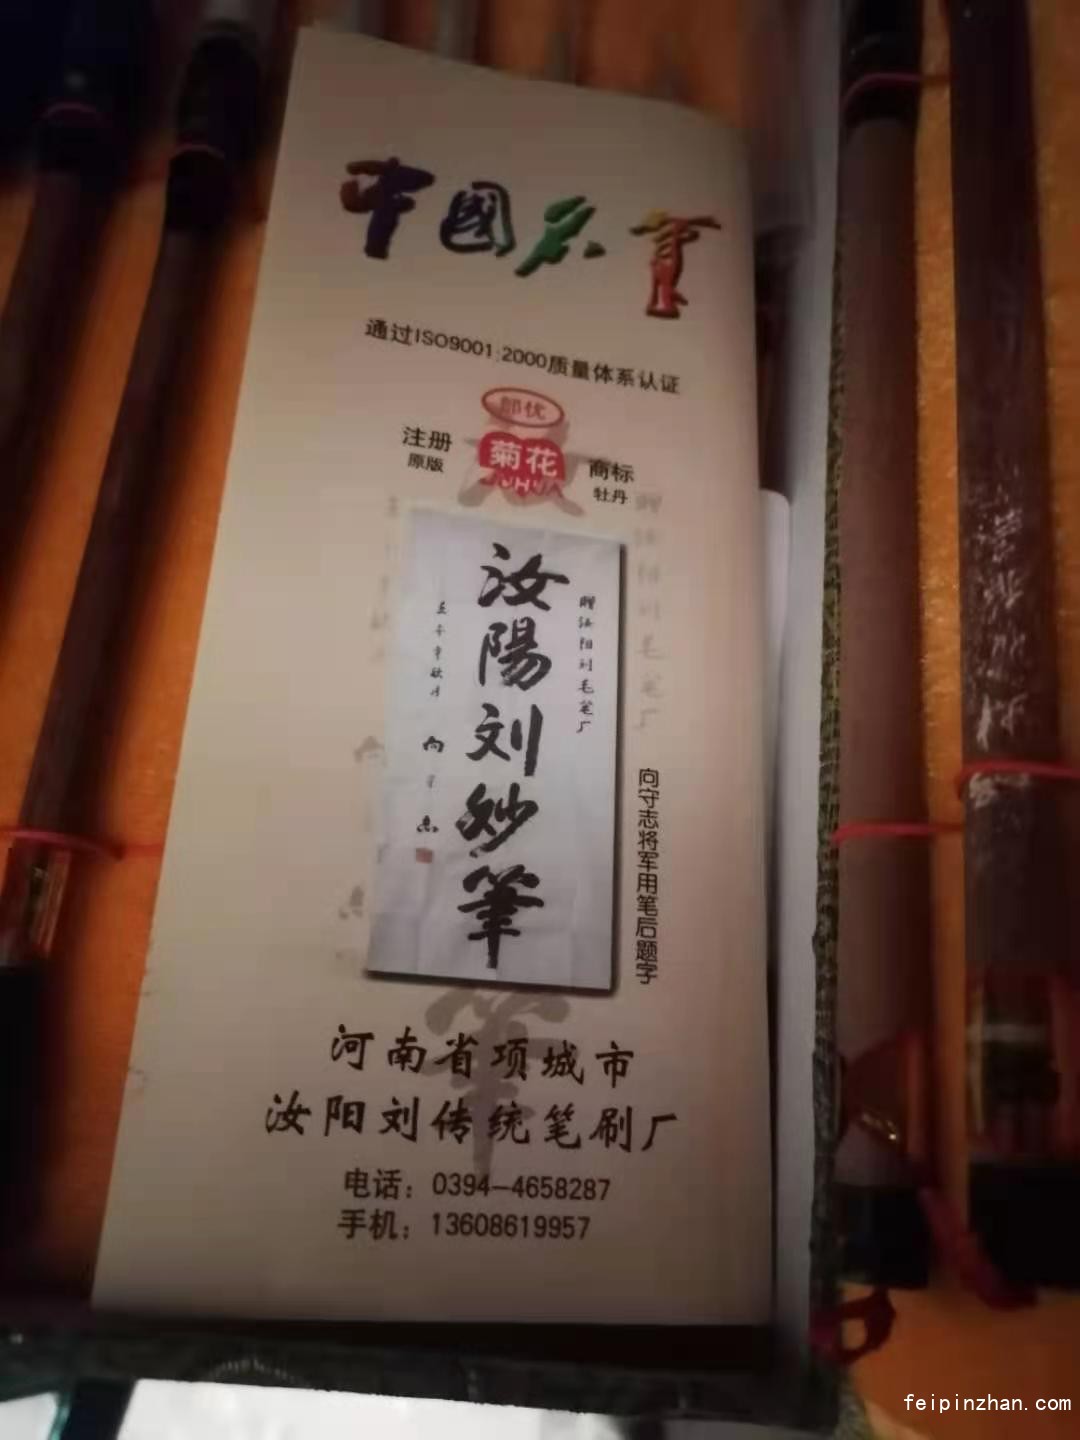 中國名筆
通过ISO9001:2000质量体系认证
部优
注册 菊花 商标
原版 JUHUA 牡丹
赠汝阳刘毛笔厂
汝陽刘妙筆
向守志
向守志将军用笔后题字
河南省项城市
汝阳刘传统笔刷厂
电话：0394-4658287
手机：13608619957
feipinzhan.com